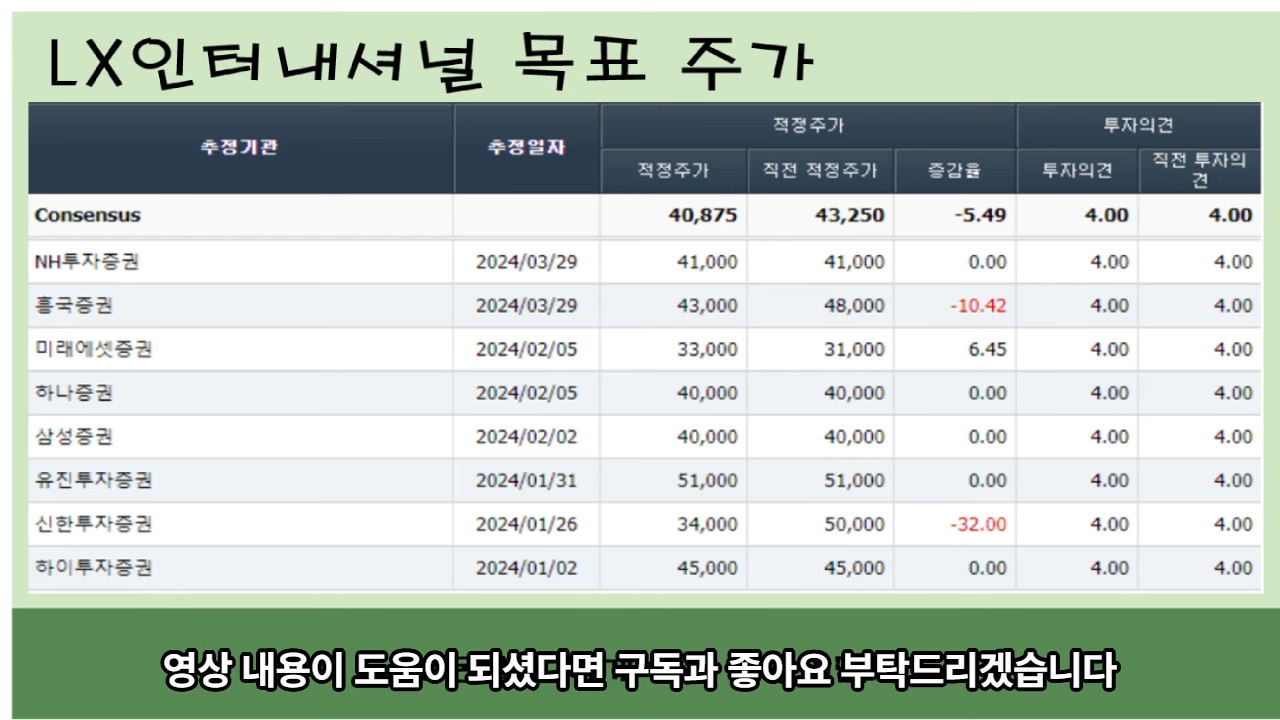 LX인터내셔널 목표 주가
추정기관 추정일자 적정주가 투자의견
적정주가 직전 적정주가 증감율 투자의견 직전 투자의
견
Consensus 40,875 43,250 -5.49 4.00 4.00
NH투자증권 2024/03/29 41,000 41,000 0.00 4.00 4.00
흥국증권 2024/03/29 43,000 48,000 -10.42 4.00 4.00
미래에셋증권 2024/02/05 33,000 31,000 6.45 4.00 4.00
하나증권 2024/02/05 40,000 40,000 0.00 4.00 4.00
삼성증권 2024/02/02 40,000 40,000 0.00 4.00 4.00
유진투자증권 2024/01/31 51,000 51,000 0.00 4.00 4.00
신한투자증권 2024/01/26 34,000 50,000 -32.00 4.00 4.00
하이투자증권 2024/01/02 45,000 45,000 0.00 4.00 4.00
영상 내용이 도움이 되셨다면 구독과 좋아요 부탁드리겠습니다